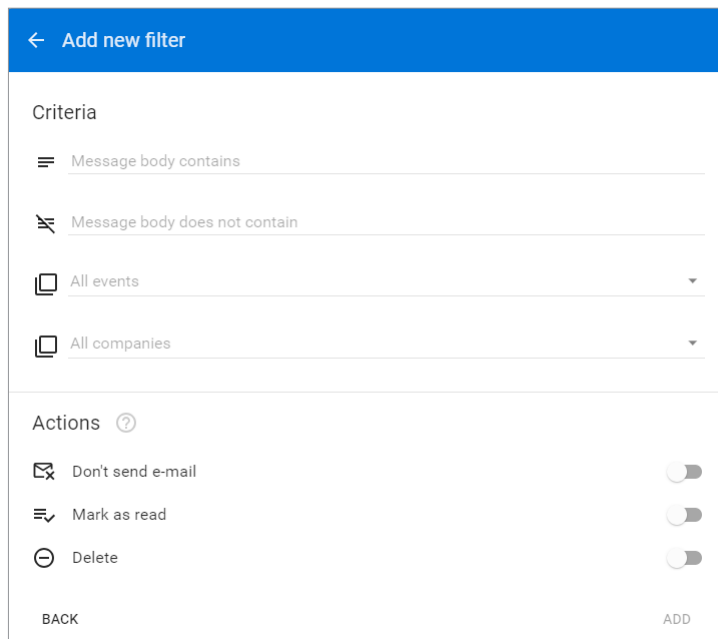 Add new filter
Criteria
Message body contains
Message body does not contain
All events
All companies
Actions ?
Don't send e-mail
Mark as read
Delete
BACK ADD